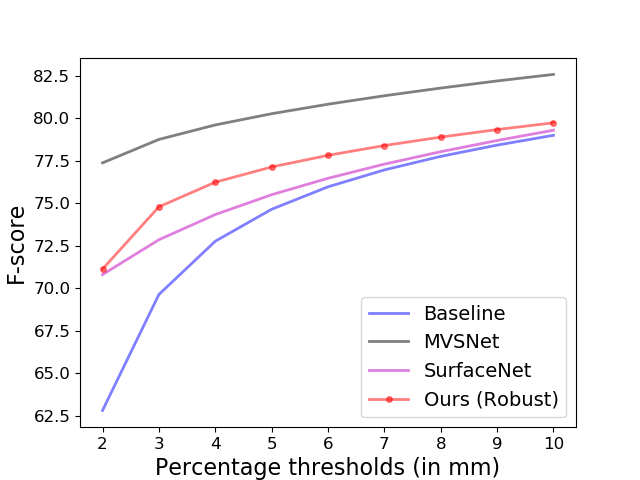 82.5
80.0
77.5
75.0
72.5
70.0
67.5
65.0
62.5
F-score
Baseline
MVSNet
SurfaceNet
Ours (Robust)
2 3 4 5 6 7 8 9 10
Percentage thresholds (in mm)